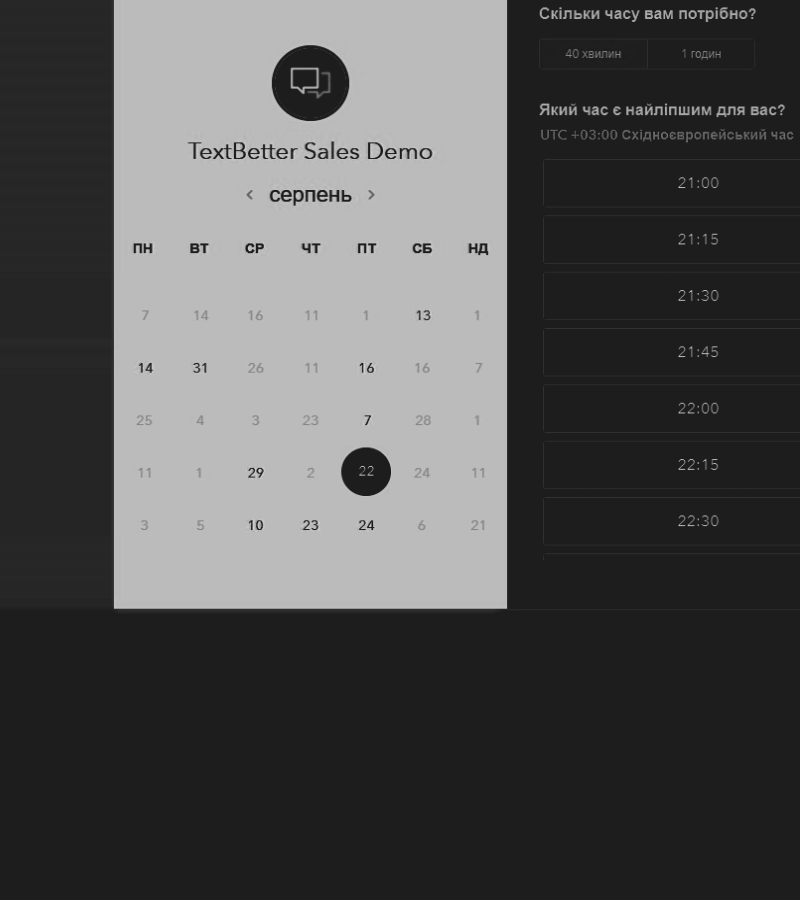 TextBetter Sales Demo
‹ серпень ›
ПН ВТ СР ЧТ ПТ СБ НД
7 14 16 11 1 13 1
14 31 26 11 16 16 7
25 4 3 23 7 28 1
11 1 29 2 22 24 11
3 5 10 23 24 6 21
Скільки часу вам потрібно?
40 хвилин 1 годин
Який час є найліпшим для вас?
UTC +03:00 Східноєвропейський час
21:00
21:15
21:30
21:45
22:00
22:15
22:30